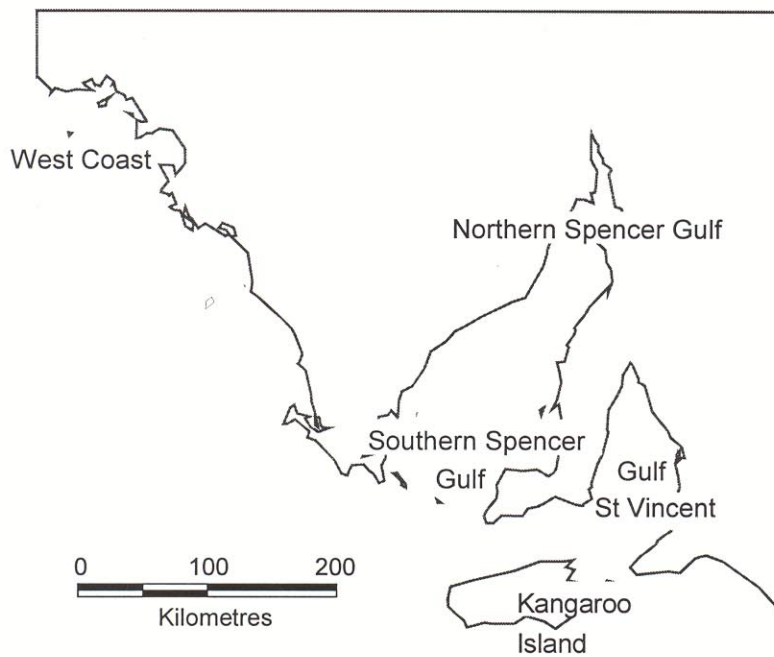 West Coast
Northern Spencer Gulf
Southern Spencer
Gulf
Gulf
St Vincent
0 100 200
Kilometres
Kangaroo
Island